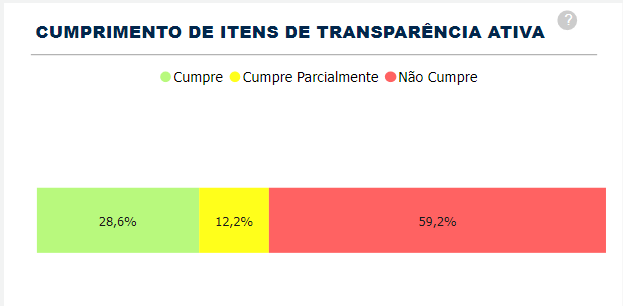 CUMPRIMENTO DE ITENS DE TRANSPARÊNCIA ATIVA ?
Cumpre Cumpre Parcialmente Não Cumpre
28,6% 12,2% 59,2%